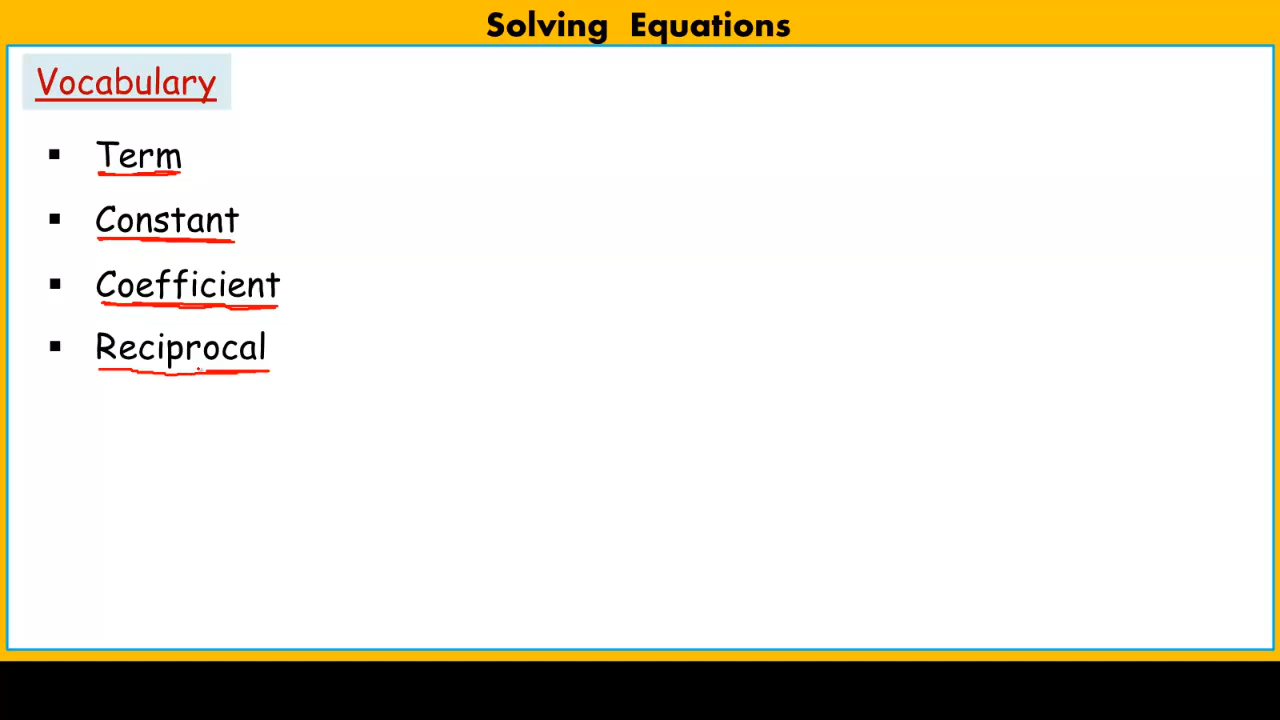 Solving Equations
Vocabulary
▪ Term
▪ Constant
▪ Coefficient
▪ Reciprocal